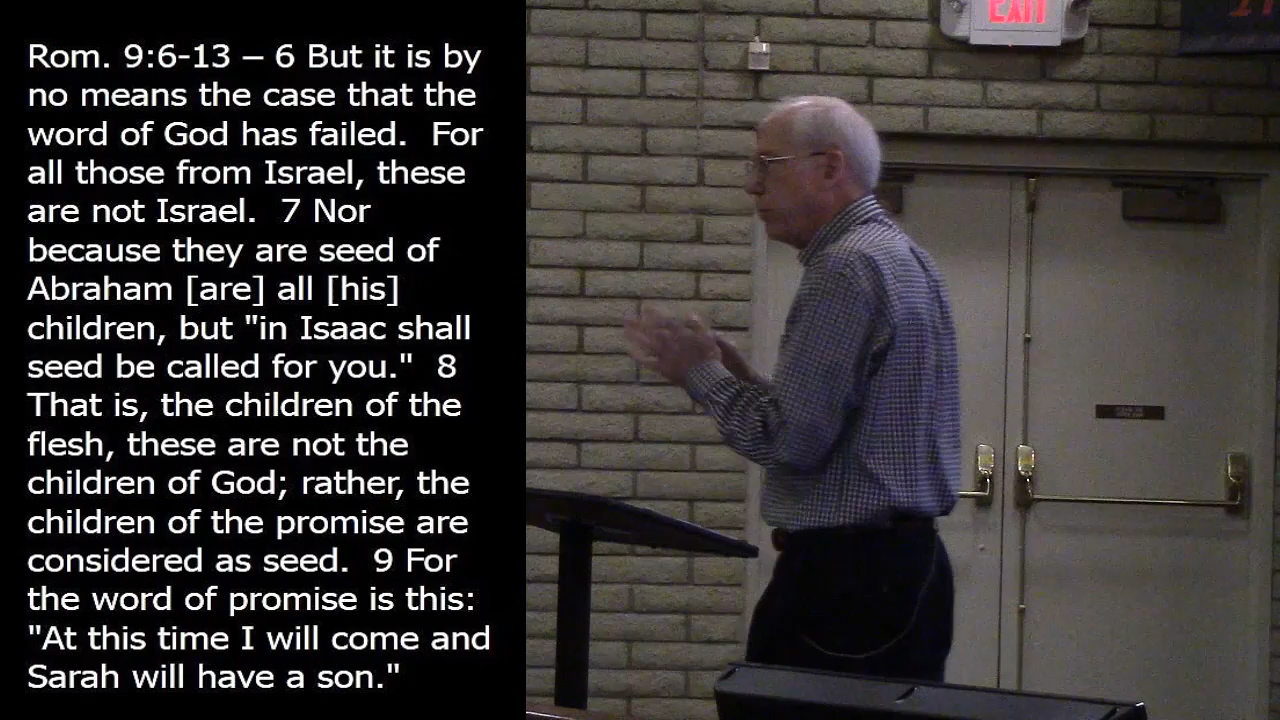 Rom. 9:6-13 – 6 But it is by
no means the case that the
word of God has failed.  For
all those from Israel, these
are not Israel.  7 Nor
because they are seed of
Abraham [are] all [his]
children, but "in Isaac shall
seed be called for you."  8
That is, the children of the
flesh, these are not the
children of God; rather, the
children of the promise are
considered as seed.  9 For
the word of promise is this:
"At this time I will come and
Sarah will have a son."
EXIT